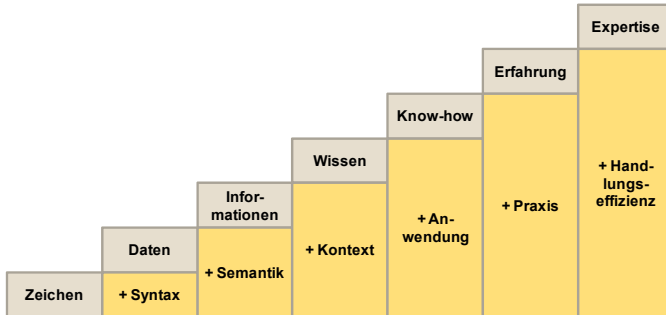 Zeichen
Daten
+ Syntax
Infor-
mationen
+ Semantik
Wissen
+ Kontext
Know-how
+ An-
wendung
Erfahrung
+ Praxis
Expertise
+ Hand-
lungs-
effizienz